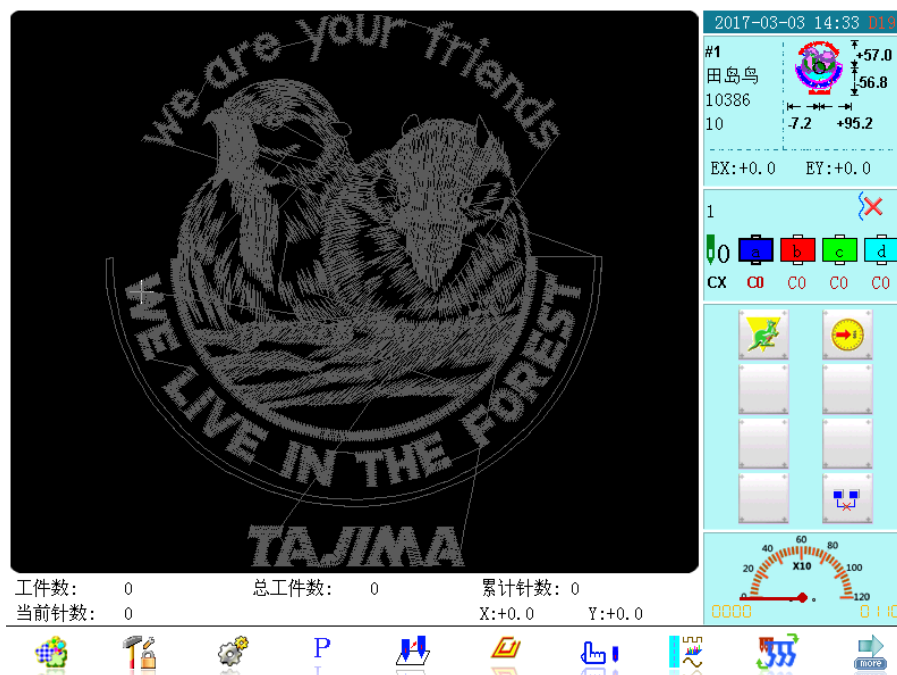 2017-03-03 14:33 D19
we are your friends
WE LIVE IN THE FOREST
TAJIMA
#1
田岛鸟
10386
10
+57.0
-56.8
-7.2 +95.2
EX:+0.0 EY:+0.0
1
0 a b c d
CX C0 C0 C0 C0
20 40 60 80 100 120
X10
0
0000 0110
工件数: 0 总工件数: 0 累计针数: 0
当前针数: 0 X:+0.0 Y:+0.0
P
more